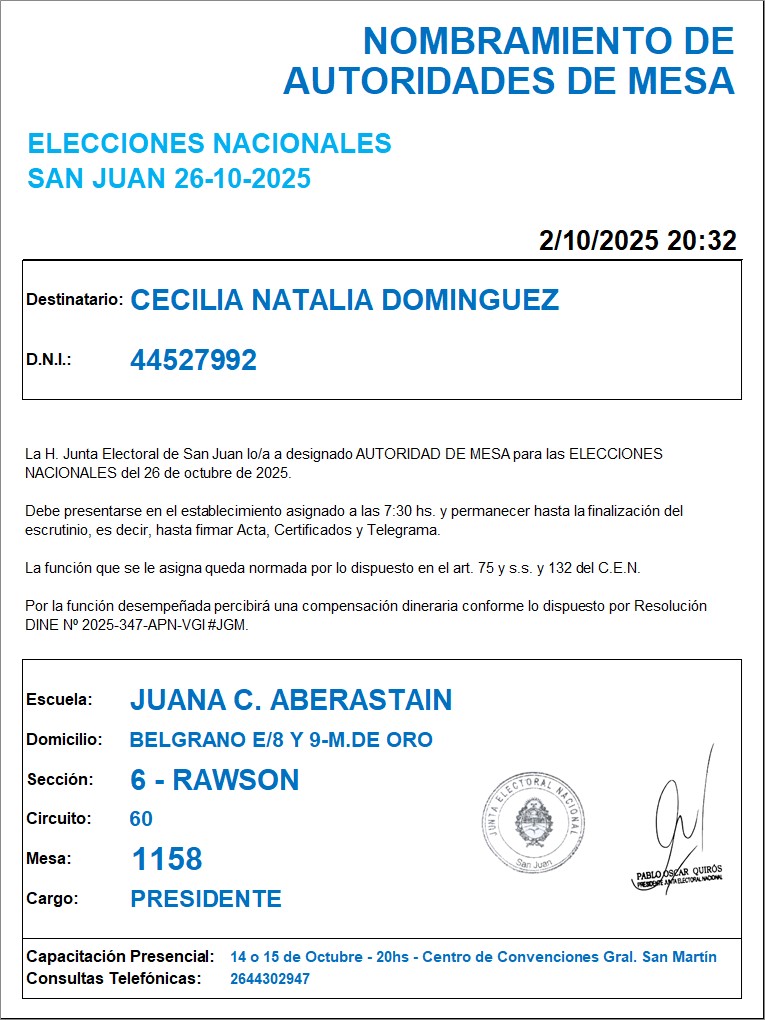 NOMBRAMIENTO DE
AUTORIDADES DE MESA
ELECCIONES NACIONALES
SAN JUAN 26-10-2025
2/10/2025 20:32
Destinatario: CECILIA NATALIA DOMINGUEZ
D.N.I.: 44527992
La H. Junta Electoral de San Juan lo/a a designado AUTORIDAD DE MESA para las ELECCIONES
NACIONALES del 26 de octubre de 2025.
Debe presentarse en el establecimiento asignado a las 7:30 hs. y permanecer hasta la finalización del
escrutinio, es decir, hasta firmar Acta, Certificados y Telegrama.
La función que se le asigna queda normada por lo dispuesto en el art. 75 y s.s. y 132 del C.E.N.
Por la función desempeñada percibirá una compensación dineraria conforme lo dispuesto por Resolución
DINE Nº 2025-347-APN-VGI#JGM.
Escuela: JUANA C. ABERASTAIN
Domicilio: BELGRANO E/8 Y 9-M.DE ORO
Sección: 6 - RAWSON
Circuito: 60
Mesa: 1158
Cargo: PRESIDENTE
JUNTA ELECTORAL NACIONAL
San Juan
PABLO OSCAR QUIRÓS
PRESIDENTE JUNTA ELECTORAL NACIONAL
Capacitación Presencial: 14 o 15 de Octubre - 20hs - Centro de Convenciones Gral. San Martín
Consultas Telefónicas: 2644302947